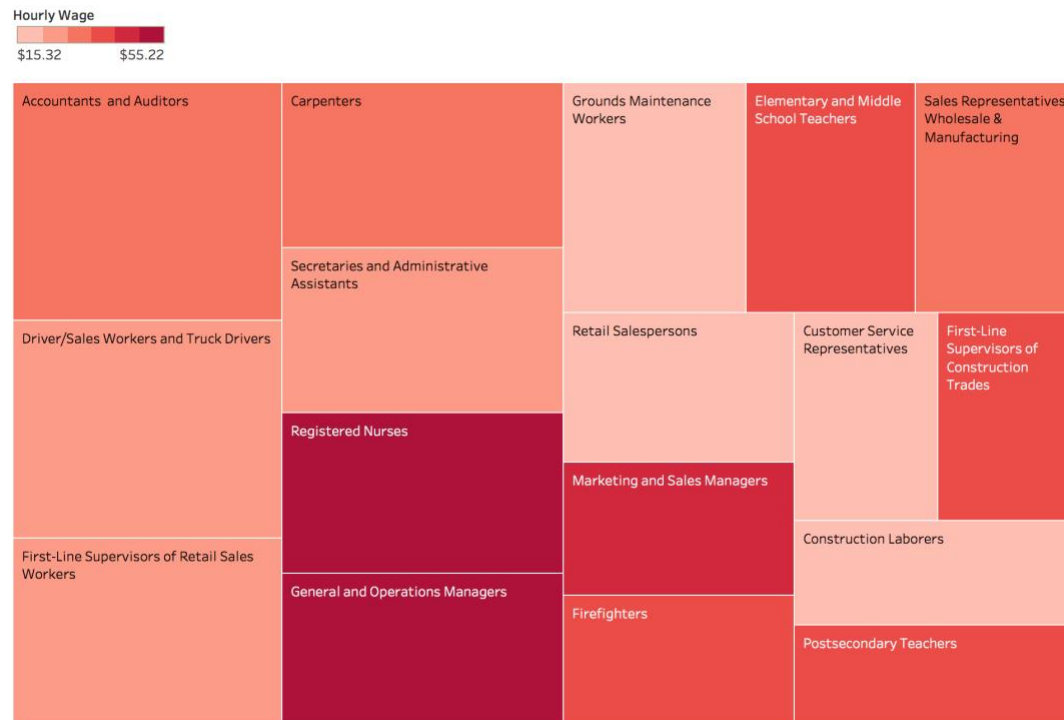 Hourly Wage
$15.32 $55.22
Accountants and Auditors
Driver/Sales Workers and Truck Drivers
First-Line Supervisors of Retail Sales
Workers
Carpenters
Secretaries and Administrative
Assistants
Registered Nurses
General and Operations Managers
Grounds Maintenance
Workers
Elementary and Middle
School Teachers
Sales Representatives
Wholesale &
Manufacturing
Retail Salespersons
Marketing and Sales Managers
Firefighters
Customer Service
Representatives
First-Line
Supervisors of
Construction
Trades
Construction Laborers
Postsecondary Teachers